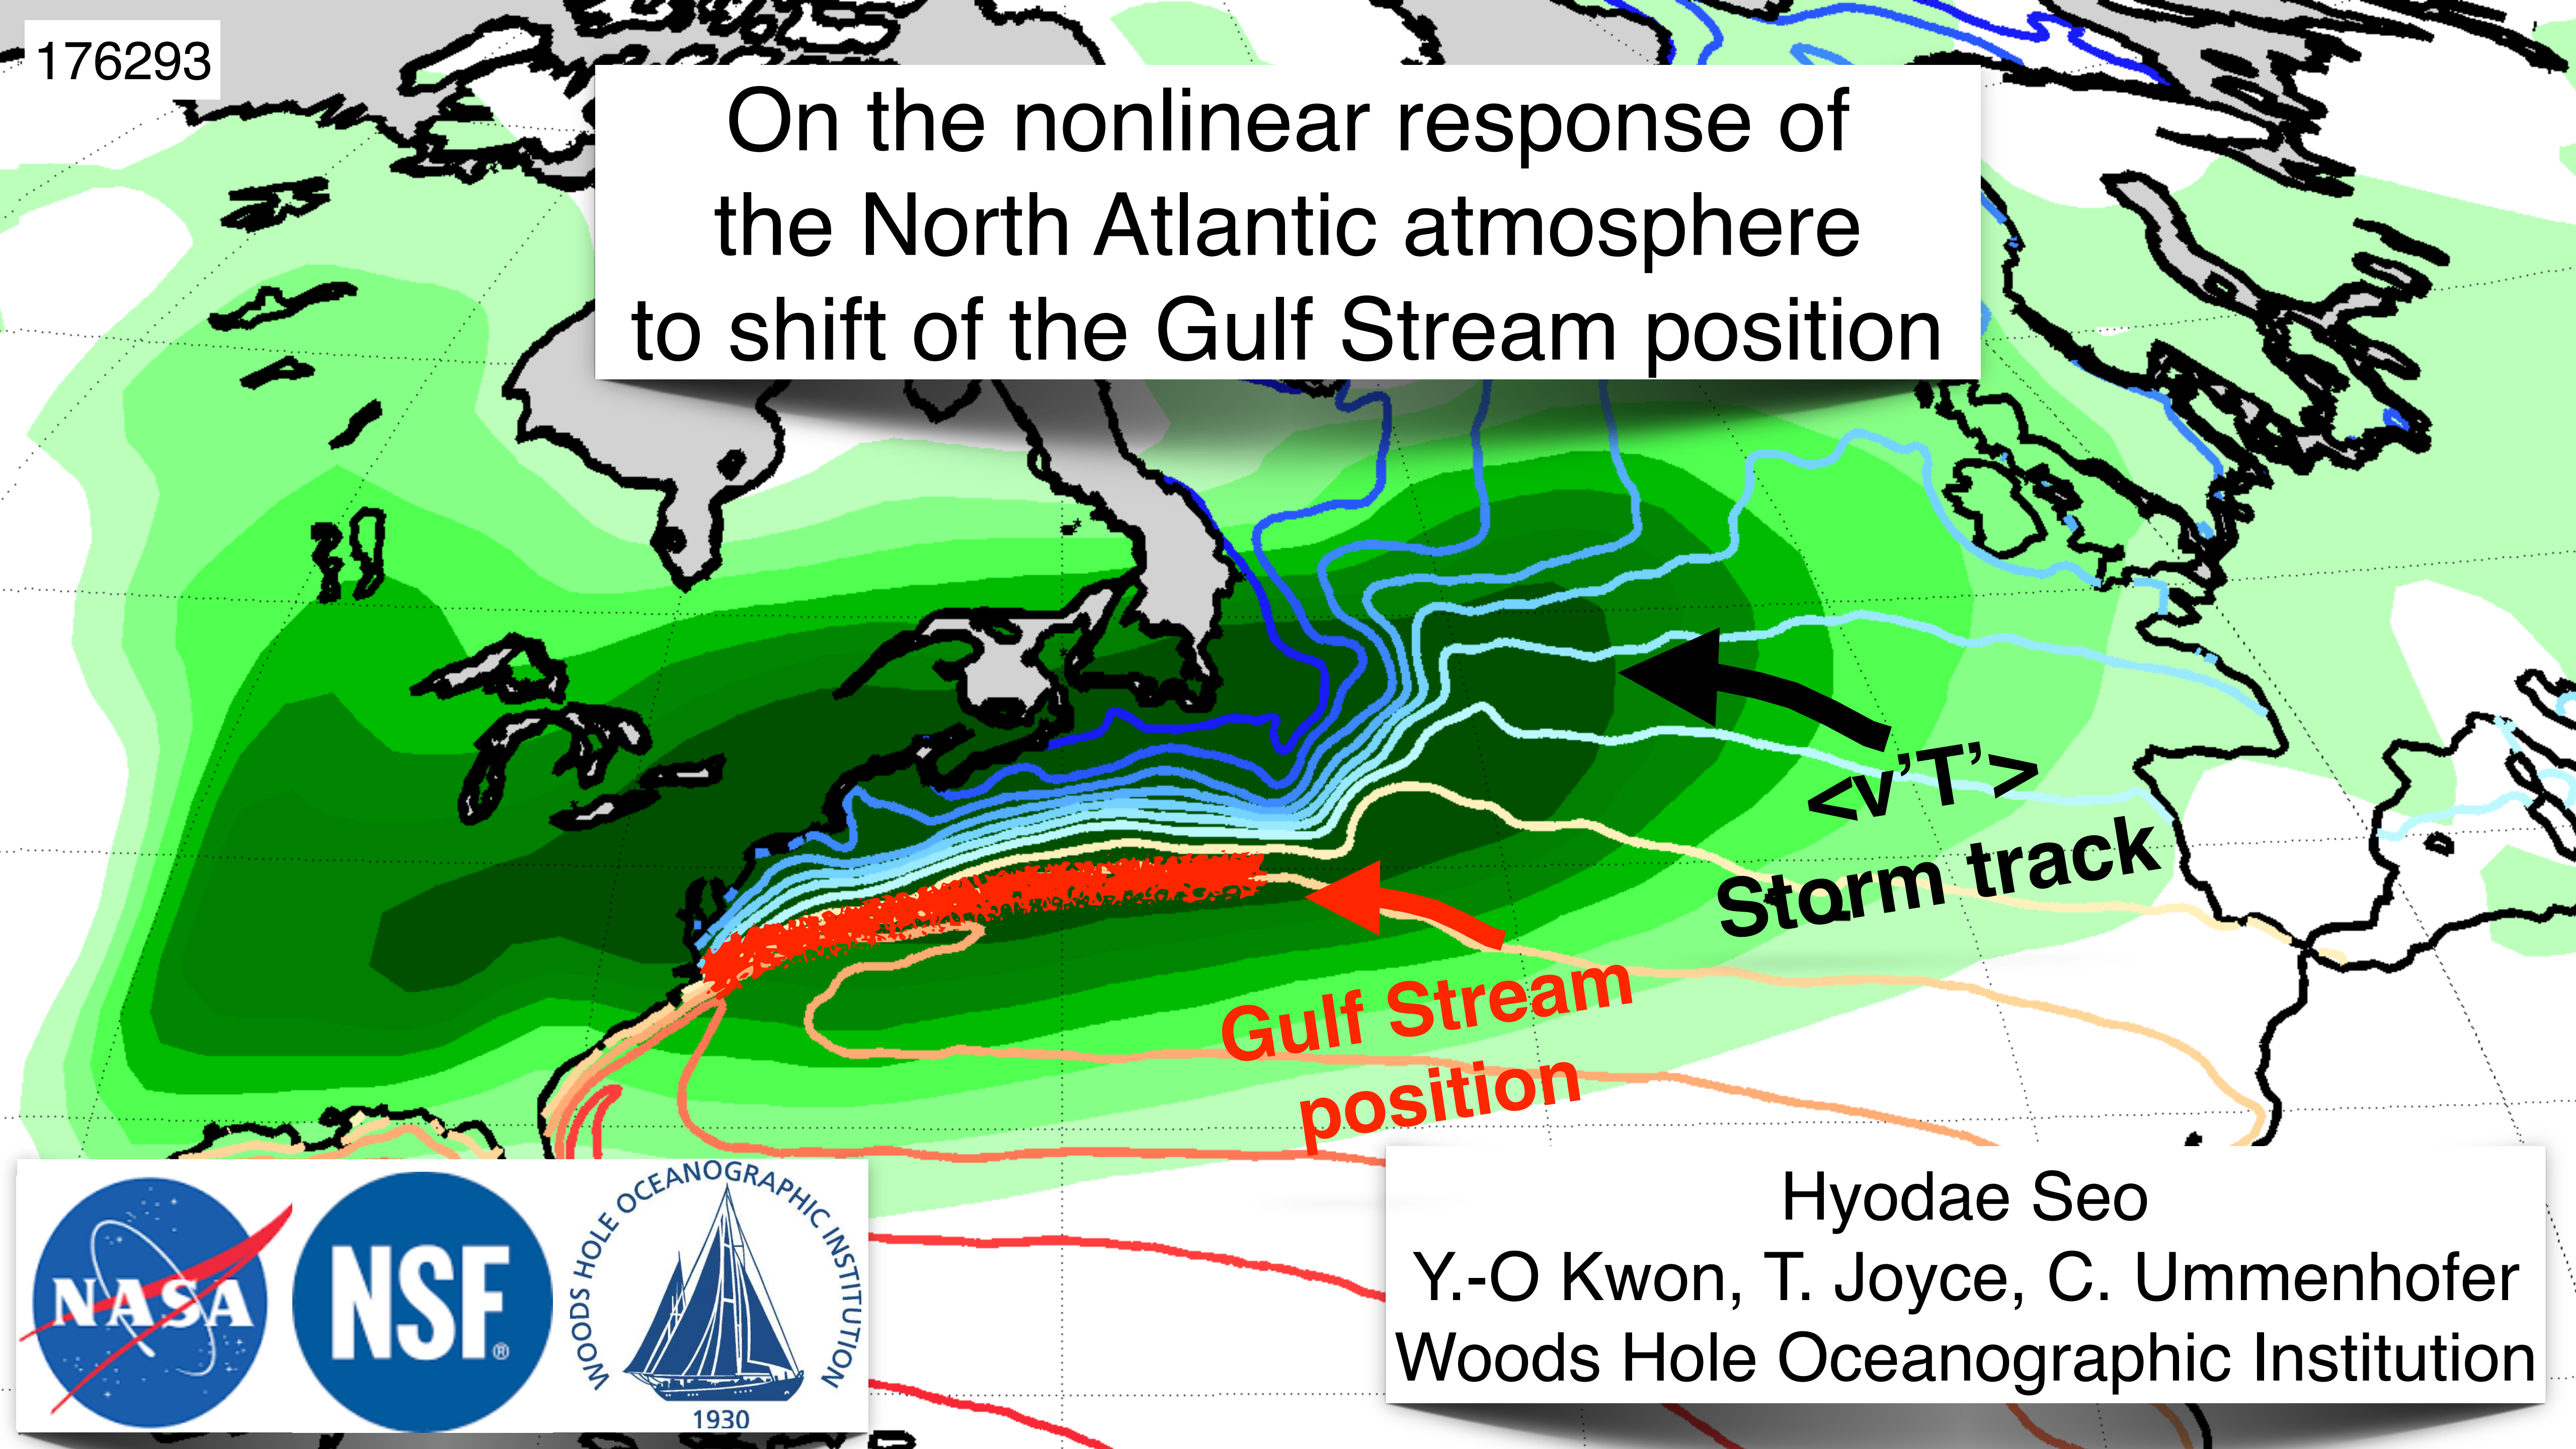 176293
On the nonlinear response of
the North Atlantic atmosphere
to shift of the Gulf Stream position
<v’T’>
Storm track
Gulf Stream
position
NASA
NSF®
WOODS HOLE OCEANOGRAPHIC INSTITUTION
1930
Hyodae Seo
Y.-O Kwon, T. Joyce, C. Ummenhofer
Woods Hole Oceanographic Institution